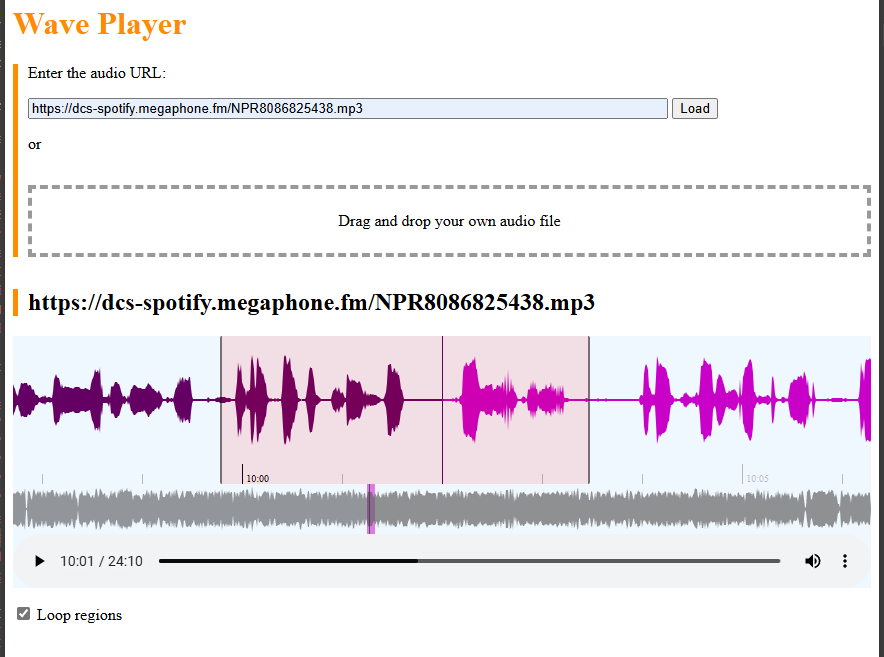 Wave Player
Enter the audio URL:
https://dcs-spotify.megaphone.fm/NPR8086825438.mp3 Load
or
Drag and drop your own audio file
https://dcs-spotify.megaphone.fm/NPR8086825438.mp3
10:00 10:05
10:01 / 24:10
Loop regions